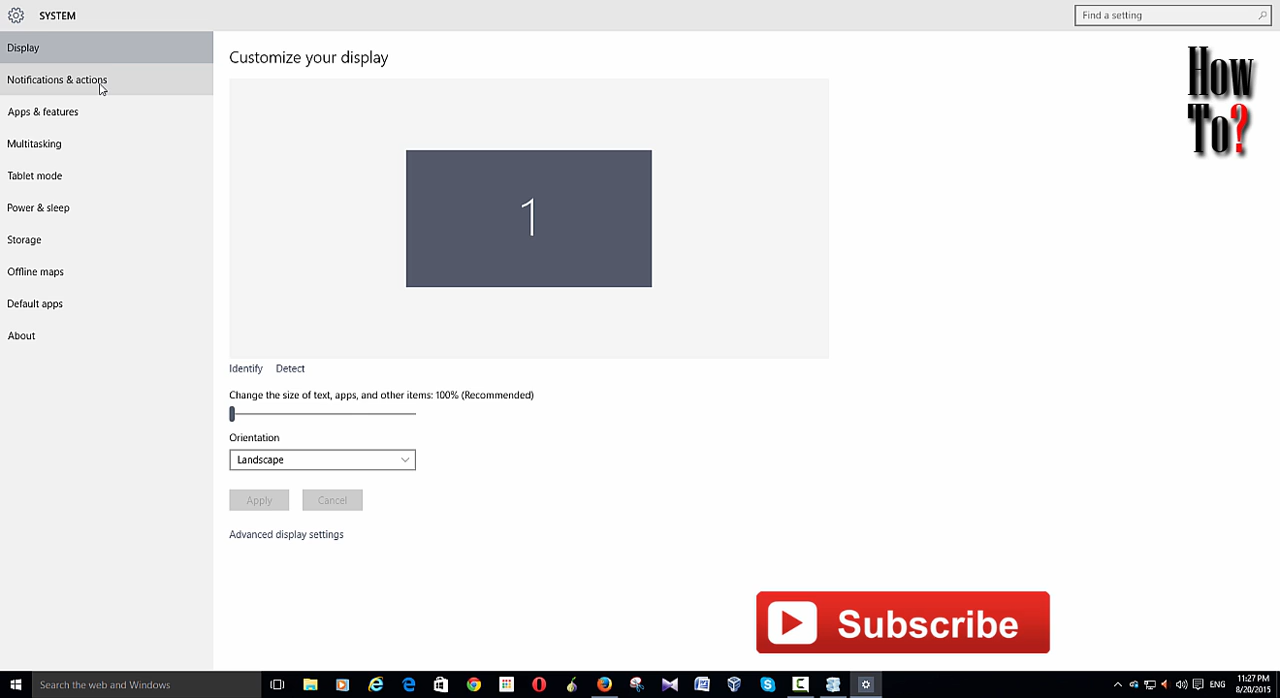 SYSTEM
Find a setting
Display
Notifications & actions
Apps & features
Multitasking
Tablet mode
Power & sleep
Storage
Offline maps
Default apps
About
Customize your display
1
Identify Detect
Change the size of text, apps, and other items: 100% (Recommended)
Orientation
Landscape
Apply Cancel
Advanced display settings
How
To?
Subscribe
Search the web and Windows
ENG
11:27 PM
8/20/2015